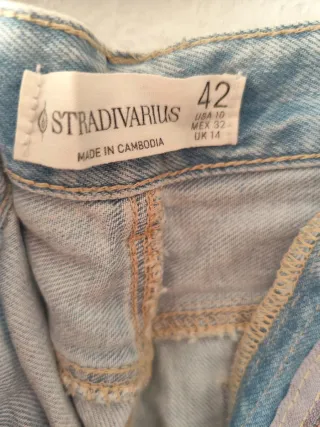 STRADIVARIUS
MADE IN CAMBODIA
42
USA 10
MEX 32
UK 14